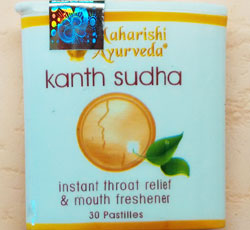 Maharishi
Ayurveda®
kanth sudha
instant throat relief
& mouth freshener
30 Pastilles